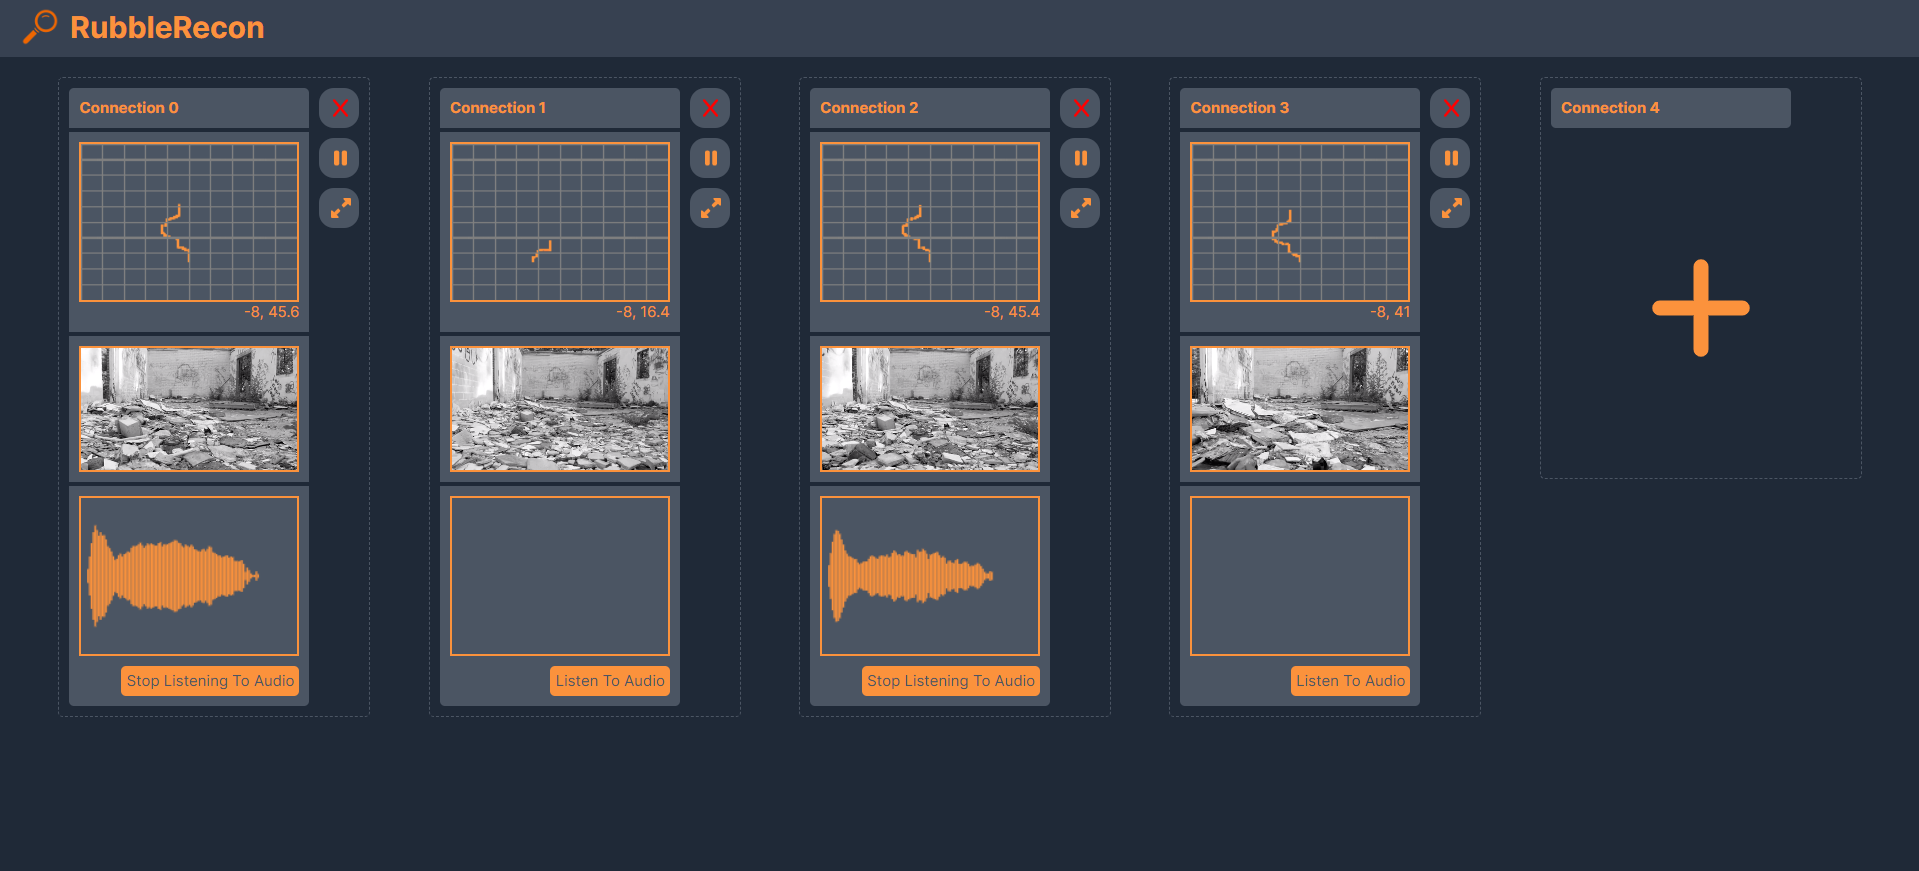 RubbleRecon
Connection 0
-8, 45.6
Stop Listening To Audio
Connection 1
-8, 16.4
Listen To Audio
Connection 2
-8, 45.4
Stop Listening To Audio
Connection 3
-8, 41
Listen To Audio
Connection 4